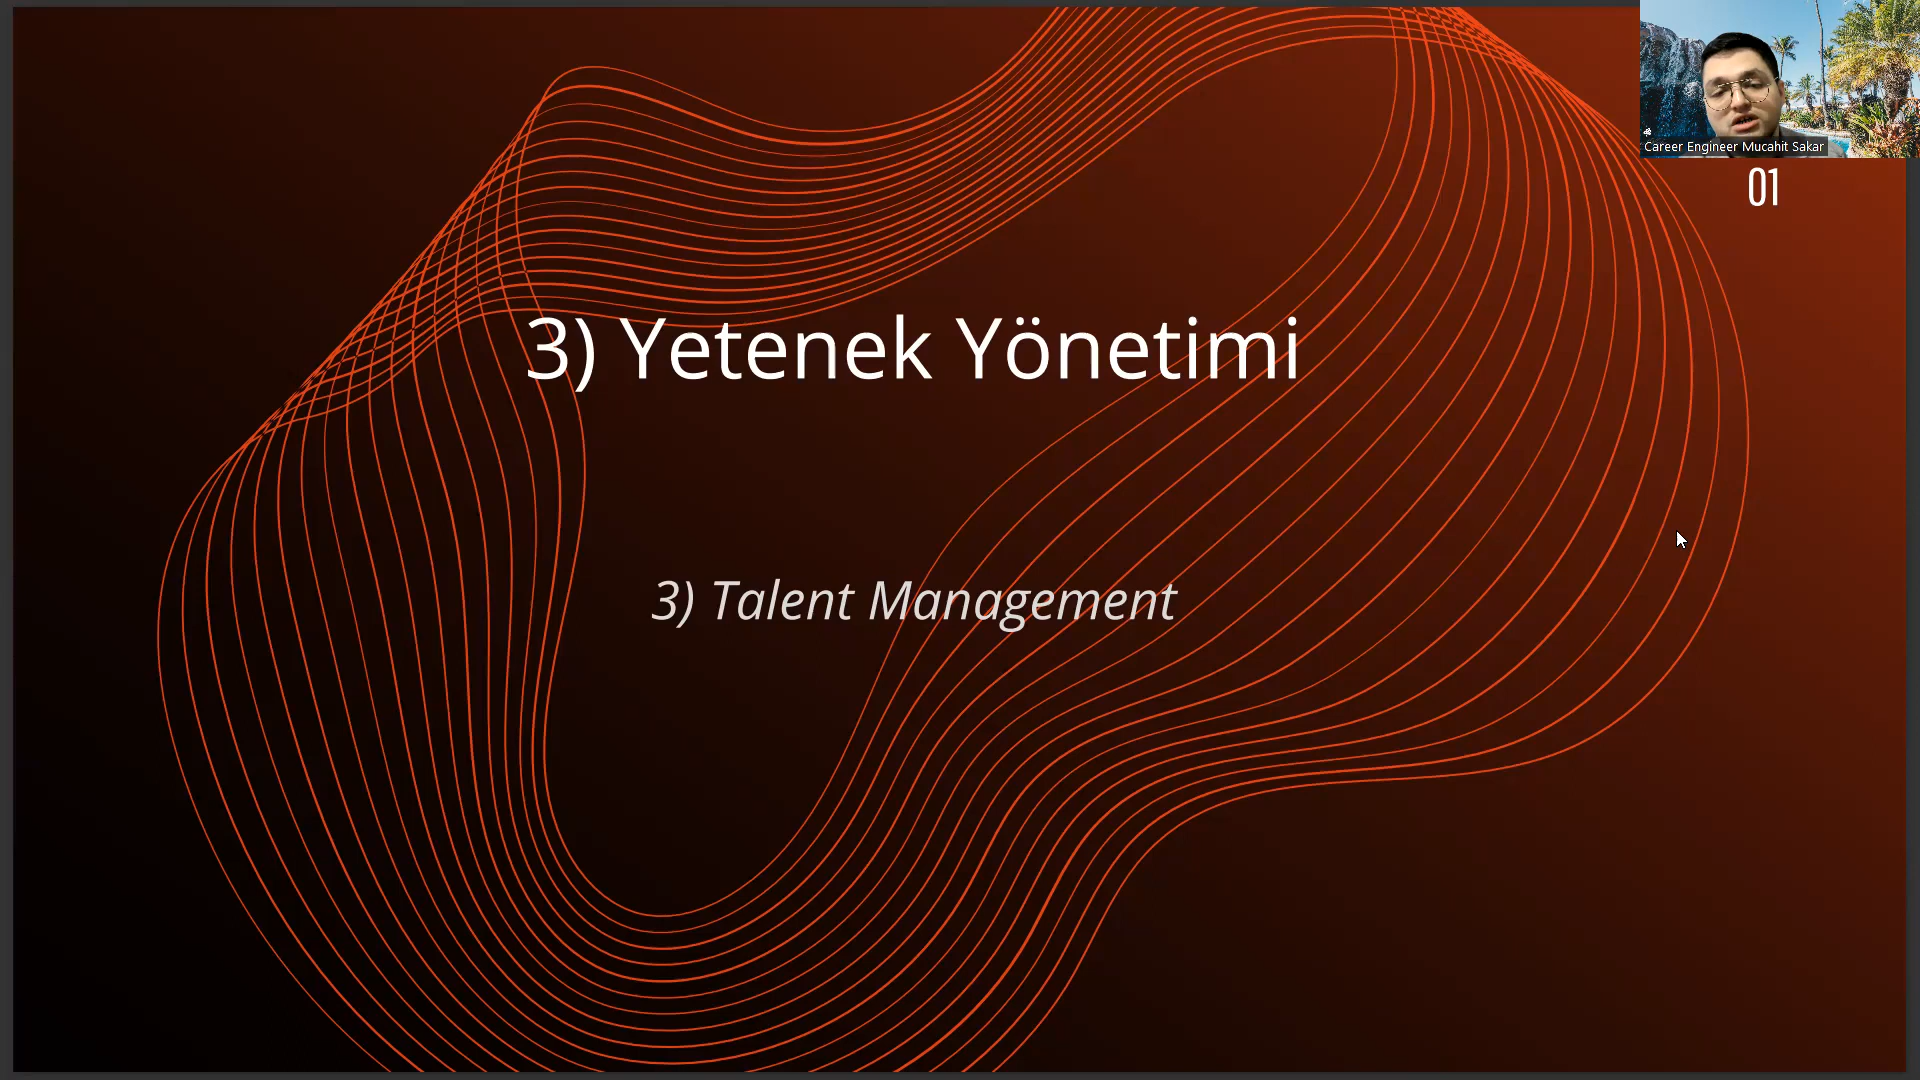 Career Engineer Mucahit Sakar
01
3) Yetenek Yönetimi
3) Talent Management